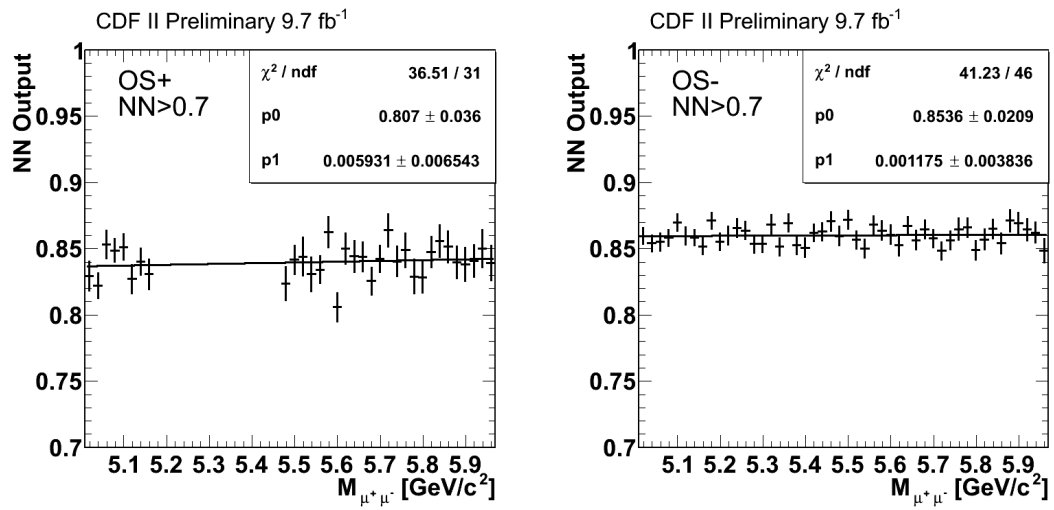 CDF II Preliminary 9.7 fb⁻¹
NN Output
OS+
NN>0.7
χ² / ndf 36.51 / 31
p0 0.807 ± 0.036
p1 0.005931 ± 0.006543
1
0.95
0.9
0.85
0.8
0.75
0.7
5.1 5.2 5.3 5.4 5.5 5.6 5.7 5.8 5.9
M μ⁺ μ⁻ [GeV/c²]
CDF II Preliminary 9.7 fb⁻¹
NN Output
OS-
NN>0.7
χ² / ndf 41.23 / 46
p0 0.8536 ± 0.0209
p1 0.001175 ± 0.003836
1
0.95
0.9
0.85
0.8
0.75
0.7
5.1 5.2 5.3 5.4 5.5 5.6 5.7 5.8 5.9
M μ⁺ μ⁻ [GeV/c²]